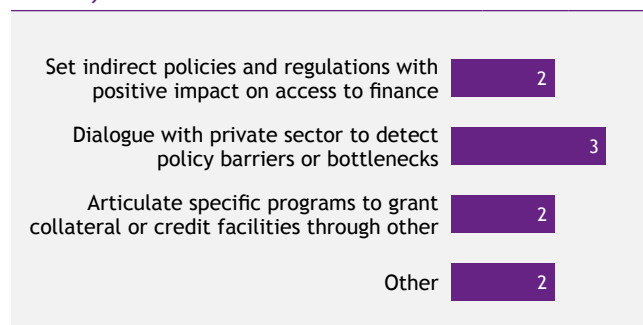 Set indirect policies and regulations with
positive impact on access to finance
2
Dialogue with private sector to detect
policy barriers or bottlenecks
3
Articulate specific programs to grant
collateral or credit facilities through other
2
Other
2